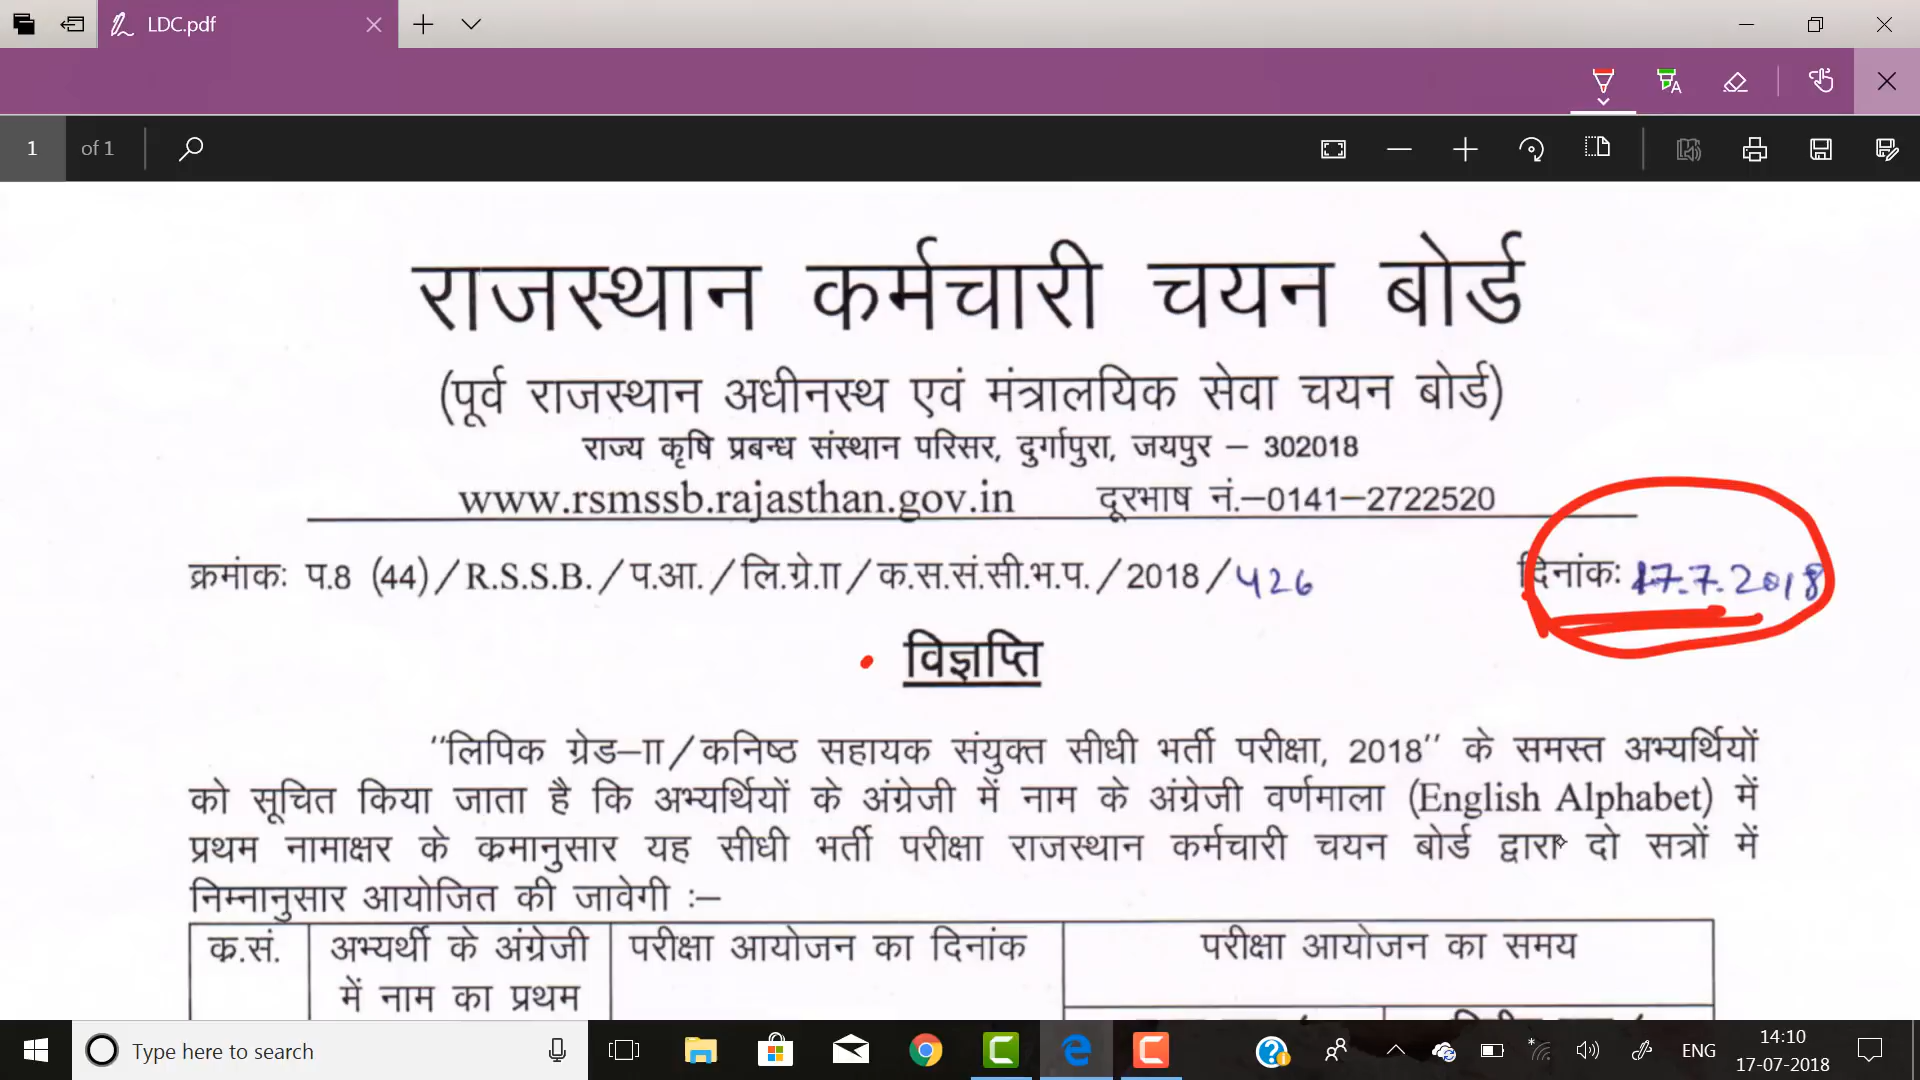 LDC.pdf
1 of 1
राजस्थान कर्मचारी चयन बोर्ड
(पूर्व राजस्थान अधीनस्थ एवं मंत्रालयिक सेवा चयन बोर्ड)
राज्य कृषि प्रबन्ध संस्थान परिसर, दुर्गापुरा, जयपुर – 302018
www.rsmssb.rajasthan.gov.in दूरभाष नं.–0141–2722520
क्रमांकः प.8 (44)/R.S.S.B./प.आ./लि.ग्रे.II/क.स.सं.सी.भ.प./2018/426 दिनांकः 17.7.2018
विज्ञप्ति
"लिपिक ग्रेड–II/कनिष्ठ सहायक संयुक्त सीधी भर्ती परीक्षा, 2018" के समस्त अभ्यर्थियों
को सूचित किया जाता है कि अभ्यर्थियों के अंग्रेजी में नाम के अंग्रेजी वर्णमाला (English Alphabet) में
प्रथम नामाक्षर के क्रमानुसार यह सीधी भर्ती परीक्षा राजस्थान कर्मचारी चयन बोर्ड द्वारा दो सत्रों में
निम्नानुसार आयोजित की जावेगी :–
क्र.सं. अभ्यर्थी के अंग्रेजी परीक्षा आयोजन का दिनांक परीक्षा आयोजन का समय
में नाम का प्रथम
Type here to search
ENG
14:10
17-07-2018